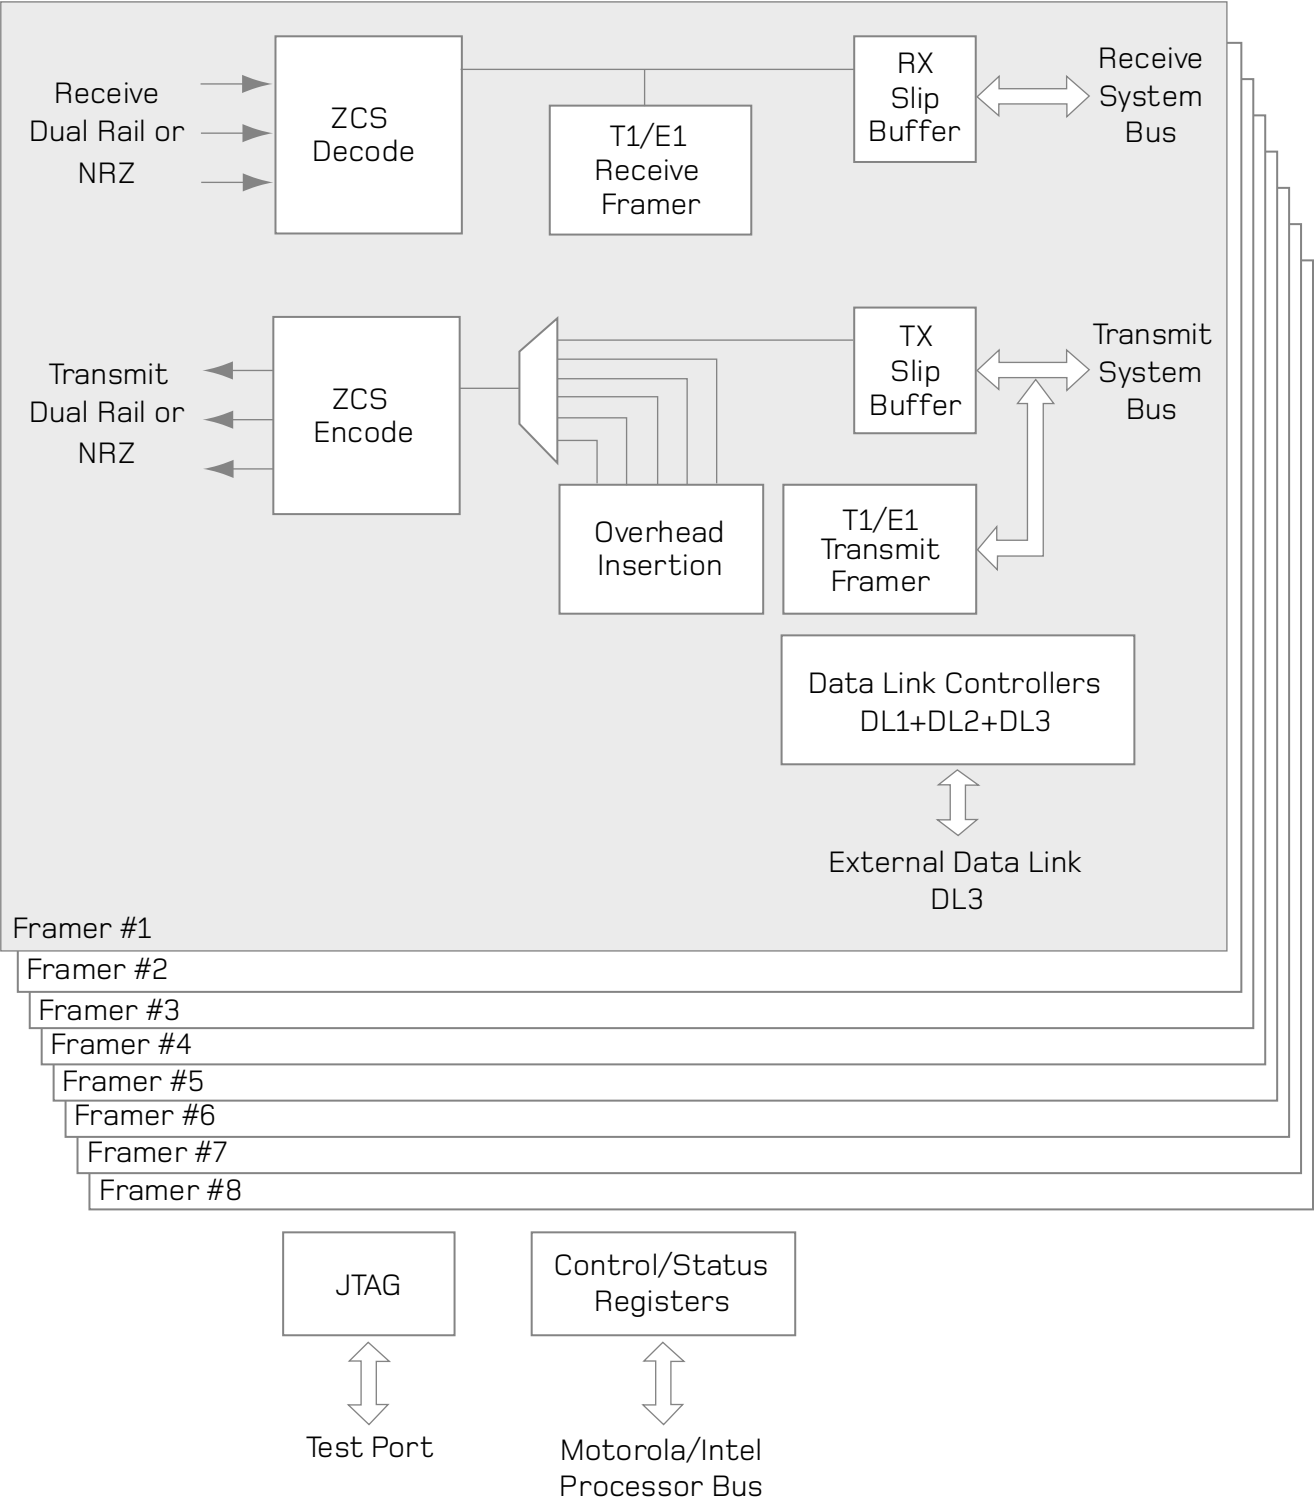 Receive
Dual Rail or
NRZ
ZCS
Decode
T1/E1
Receive
Framer
RX
Slip
Buffer
Receive
System
Bus
Transmit
Dual Rail or
NRZ
ZCS
Encode
Overhead
Insertion
TX
Slip
Buffer
Transmit
System
Bus
T1/E1
Transmit
Framer
Data Link Controllers
DL1+DL2+DL3
External Data Link
DL3
Framer #1
Framer #2
Framer #3
Framer #4
Framer #5
Framer #6
Framer #7
Framer #8
JTAG
Test Port
Control/Status
Registers
Motorola/Intel
Processor Bus